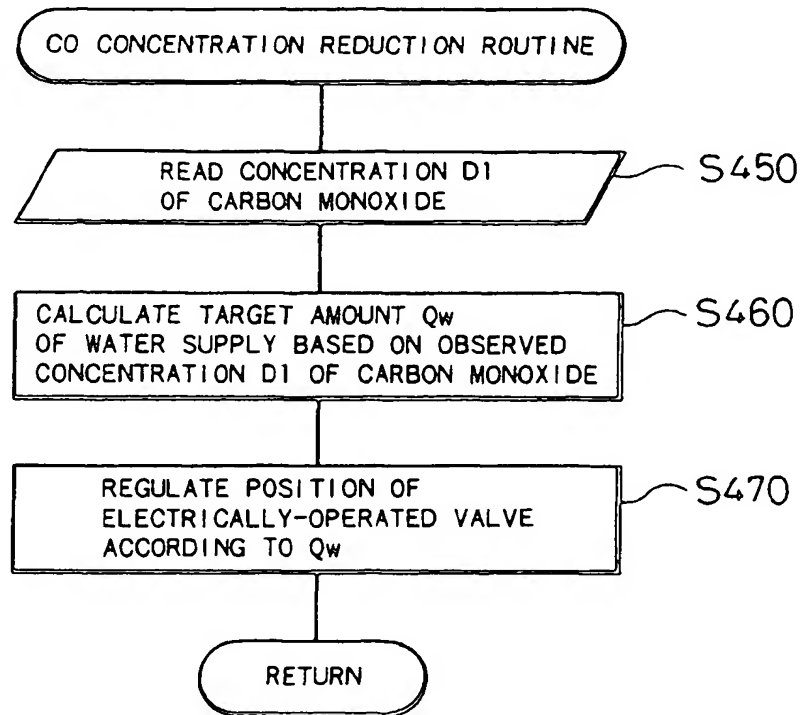 CO CONCENTRATION REDUCTION ROUTINE
READ CONCENTRATION D1
OF CARBON MONOXIDE
S450
CALCULATE TARGET AMOUNT Qw
OF WATER SUPPLY BASED ON OBSERVED
CONCENTRATION D1 OF CARBON MONOXIDE
S460
REGULATE POSITION OF
ELECTRICALLY-OPERATED VALVE
ACCORDING TO Qw
S470
RETURN